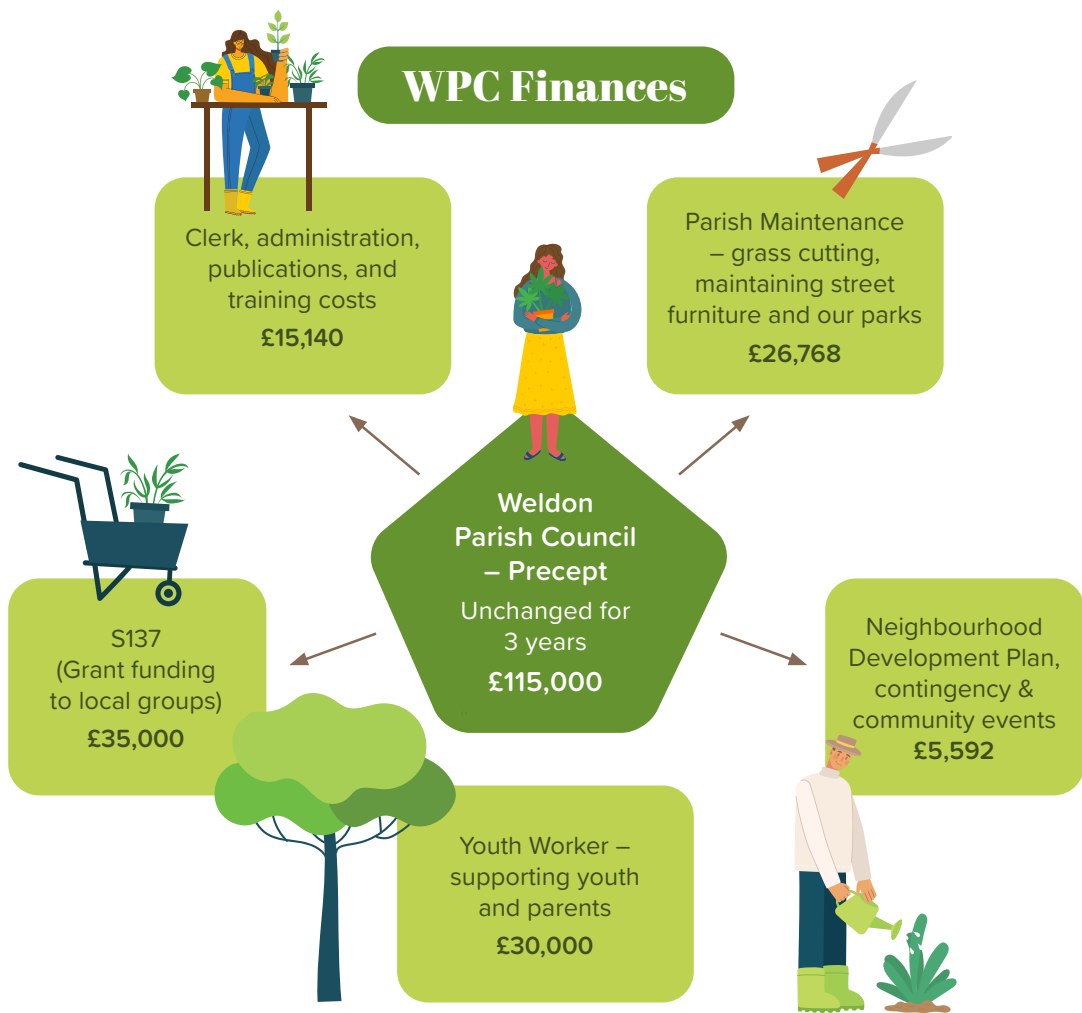 WPC Finances
Clerk, administration,
publications, and
training costs
£15,140
Parish Maintenance
– grass cutting,
maintaining street
furniture and our parks
£26,768
Weldon
Parish Council
– Precept
Unchanged for
3 years
£115,000
S137
(Grant funding
to local groups)
£35,000
Neighbourhood
Development Plan,
contingency &
community events
£5,592
Youth Worker –
supporting youth
and parents
£30,000